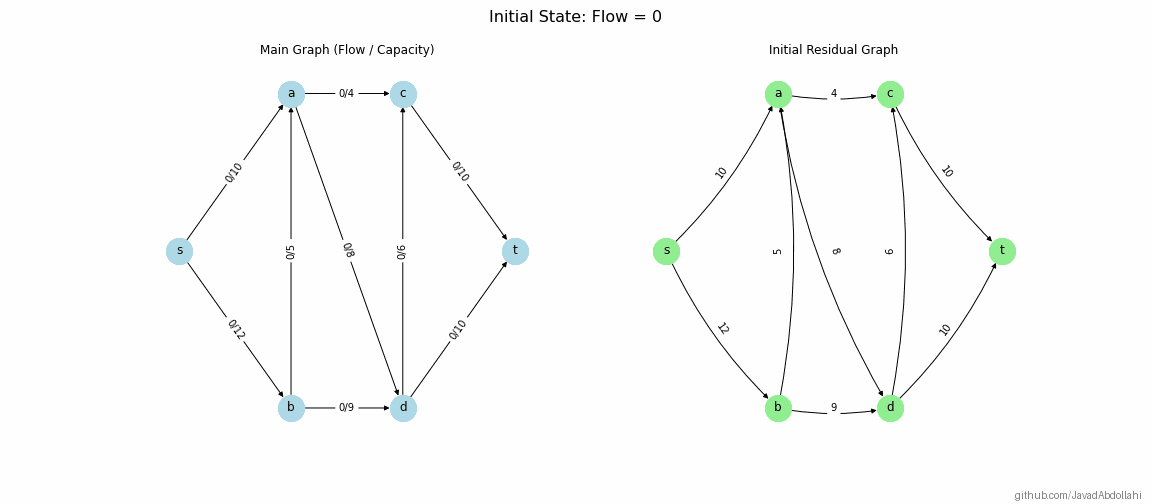 Initial State: Flow = 0
Main Graph (Flow / Capacity)
Initial Residual Graph
a
0/4
c
0/10
0/10
s
0/5
0/8
0/6
t
0/12
0/10
b
0/9
d
a
4
c
10
10
s
5
8
6
t
12
10
b
9
d
github.com/JavadAbdollahi